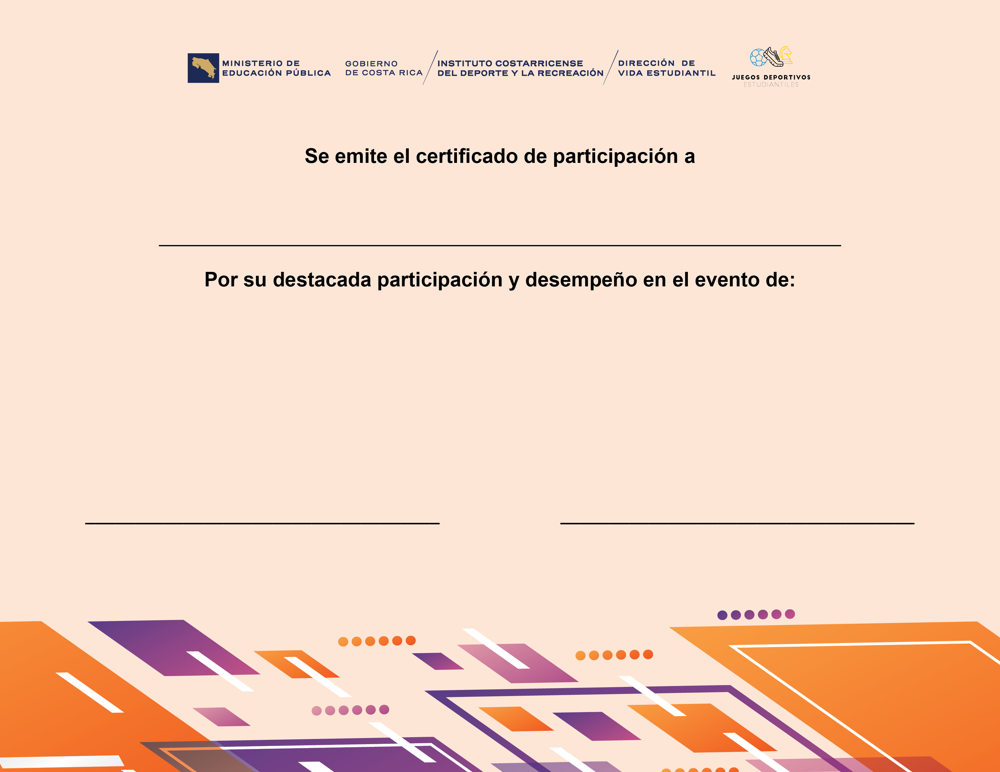 MINISTERIO DE
EDUCACIÓN PÚBLICA
GOBIERNO
DE COSTA RICA
INSTITUTO COSTARRICENSE
DEL DEPORTE Y LA RECREACIÓN
DIRECCIÓN DE
VIDA ESTUDIANTIL
JUEGOS DEPORTIVOS
ESTUDIANTILES
Se emite el certificado de participación a
Por su destacada participación y desempeño en el evento de: